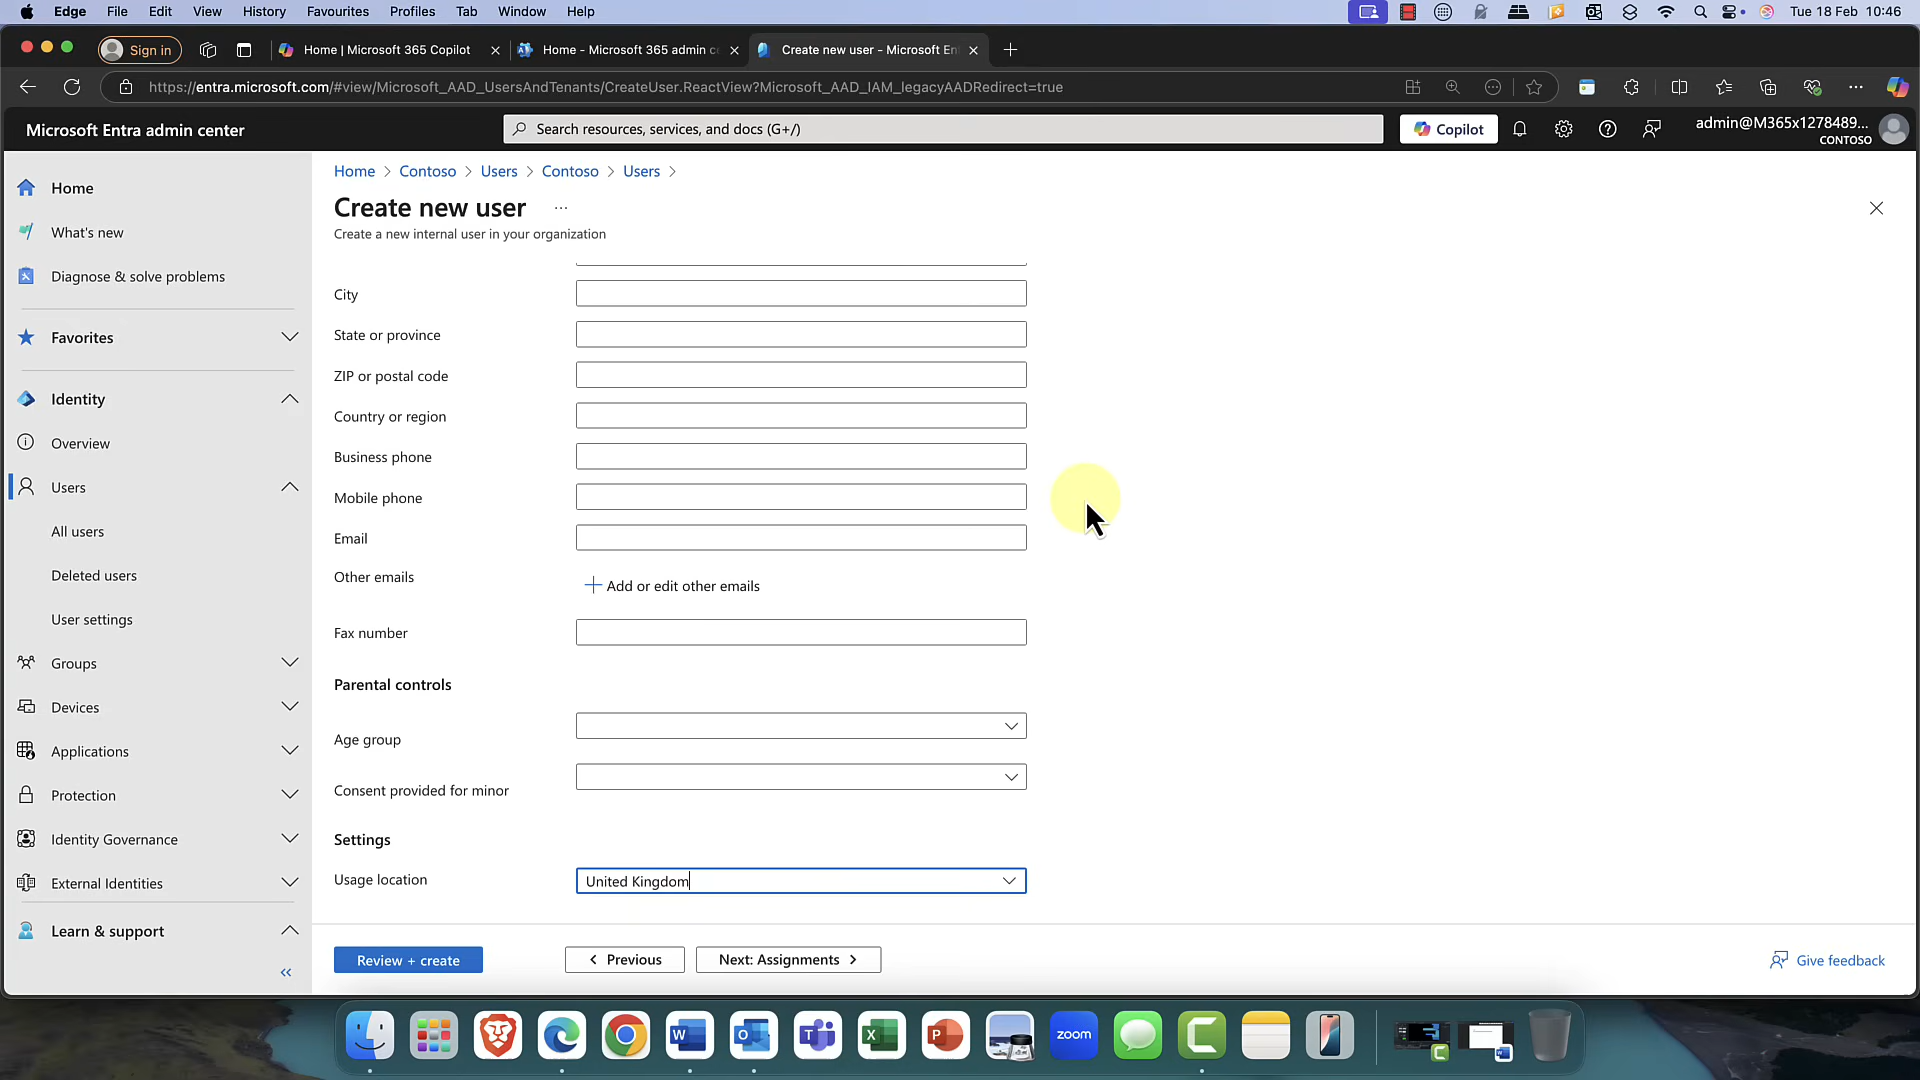 Edge File Edit View History Favourites Profiles Tab Window Help Tue 18 Feb 10:46
Sign in Home | Microsoft 365 Copilot Home - Microsoft 365 admin c Create new user - Microsoft En
https://entra.microsoft.com/#view/Microsoft_AAD_UsersAndTenants/CreateUser.ReactView?Microsoft_AAD_IAM_legacyAADRedirect=true
Microsoft Entra admin center
Search resources, services, and docs (G+/)
Copilot
admin@M365x1278489...
CONTOSO
Home
What's new
Diagnose & solve problems
Favorites
Identity
Overview
Users
All users
Deleted users
User settings
Groups
Devices
Applications
Protection
Identity Governance
External Identities
Learn & support
Home > Contoso > Users > Contoso > Users >
Create new user ...
Create a new internal user in your organization
City
State or province
ZIP or postal code
Country or region
Business phone
Mobile phone
Email
Other emails
Add or edit other emails
Fax number
Parental controls
Age group
Consent provided for minor
Settings
Usage location
United Kingdom
Review + create
< Previous
Next: Assignments >
Give feedback
zoom